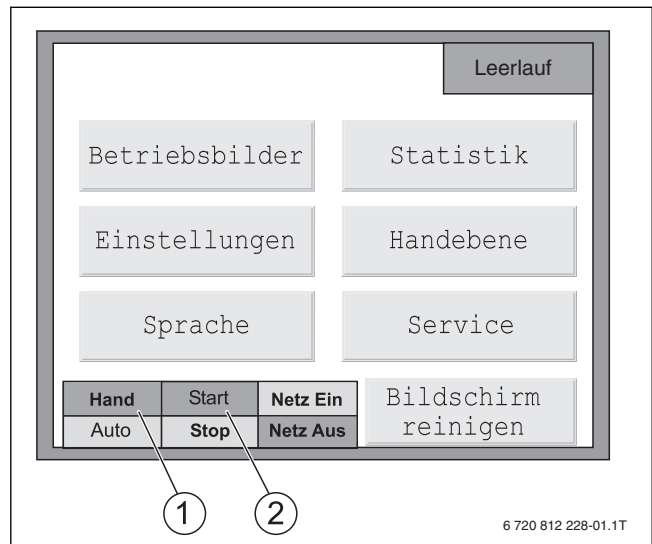 Leerlauf
Betriebsbilder
Statistik
Einstellungen
Handebene
Sprache
Service
Hand
Start
Netz Ein
Auto
Stop
Netz Aus
Bildschirm
reinigen
1
2
6 720 812 228-01.1T